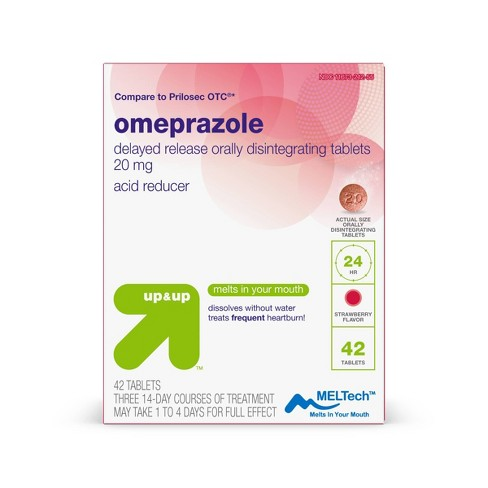 Compare to Prilosec OTC®*
omeprazole
delayed release orally disintegrating tablets
20 mg
acid reducer
20
ACTUAL SIZE
ORALLY
DISINTEGRATING
TABLETS
24
HR
STRAWBERRY
FLAVOR
42
TABLETS
up&up
™
melts in your mouth
dissolves without water
treats frequent heartburn!
42 TABLETS
THREE 14-DAY COURSES OF TREATMENT
MAY TAKE 1 TO 4 DAYS FOR FULL EFFECT
MELTech™
Melts In Your Mouth